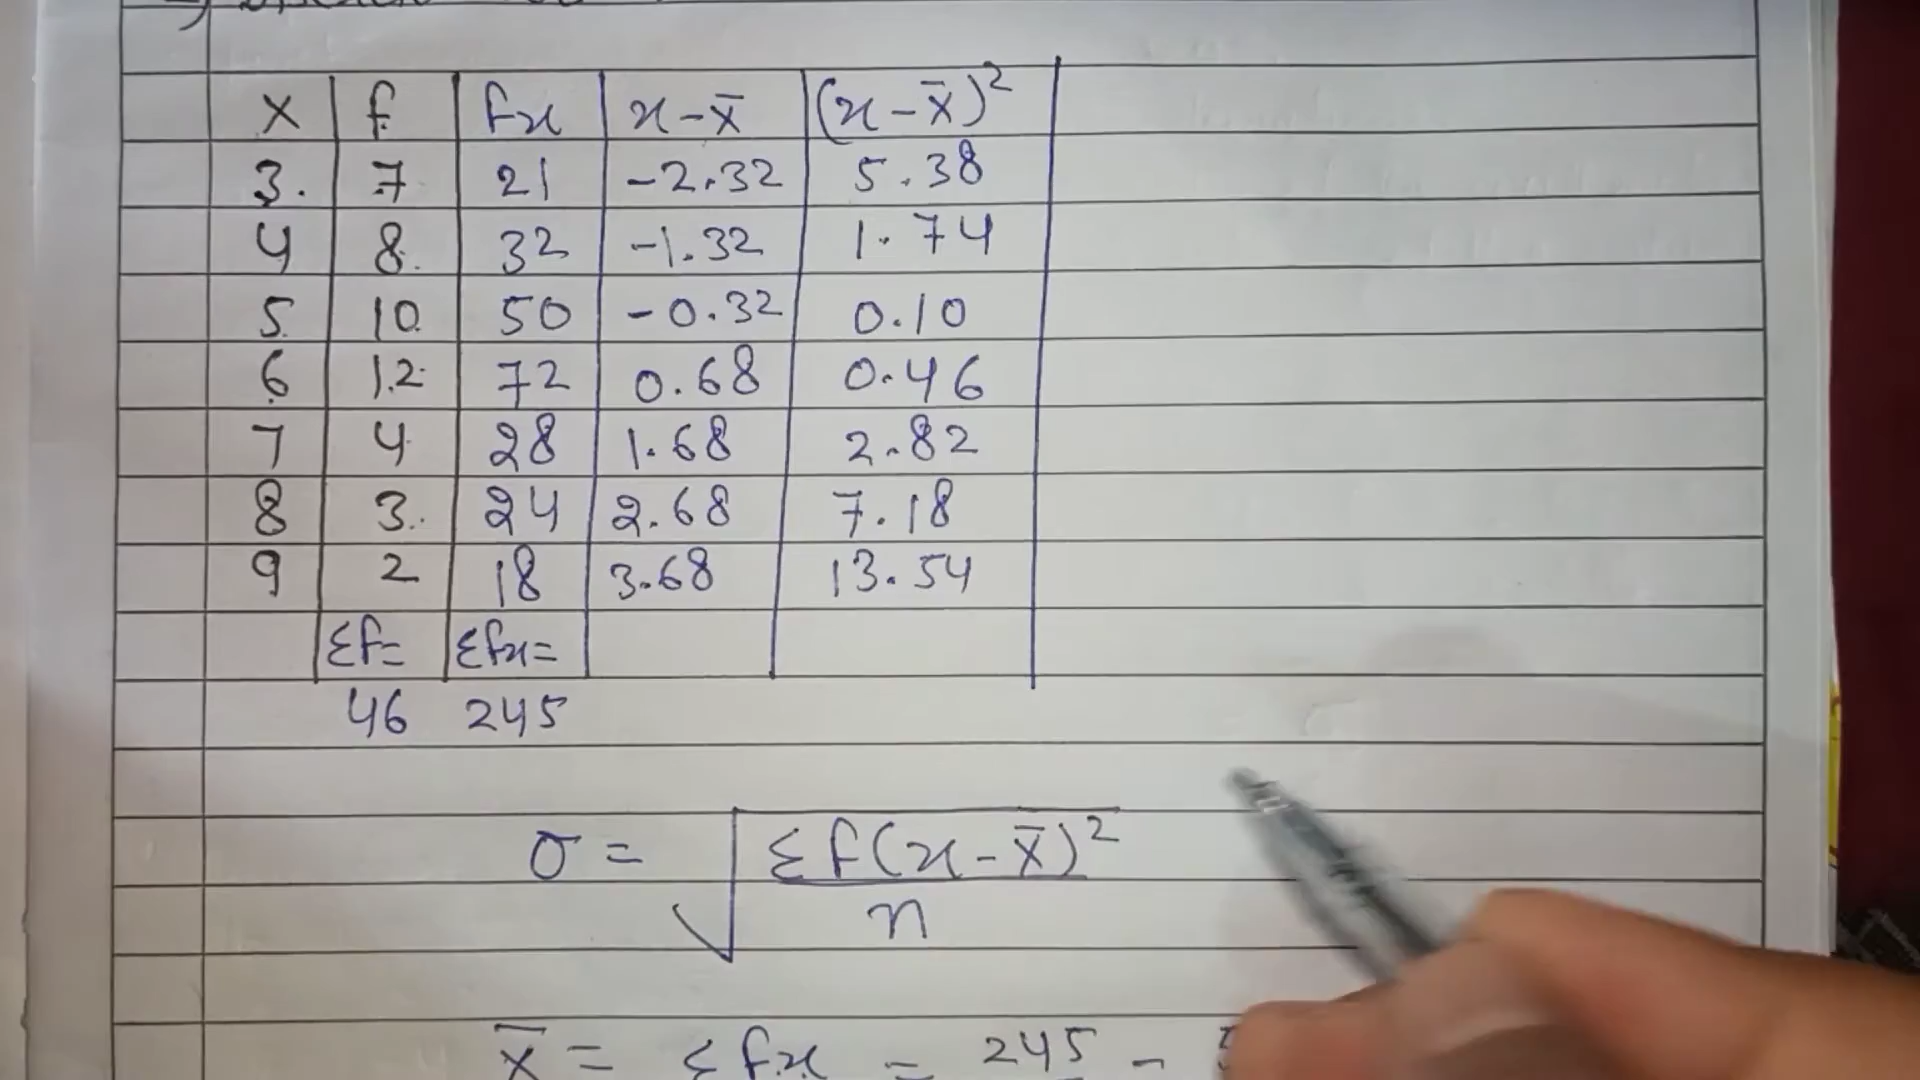 X f fx x-x̄ (x-x̄)²
3. 7 21 -2.32 5.38
4 8. 32 -1.32 1.74
5. 10 50 -0.32 0.10
6 12 72 0.68 0.46
7 4 28 1.68 2.82
8 3 24 2.68 7.18
9 2 18 3.68 13.54
Σf= Σfx=
46 245
σ = √Σf(x-x̄)²
n
x̄ = Σfx = 245 -